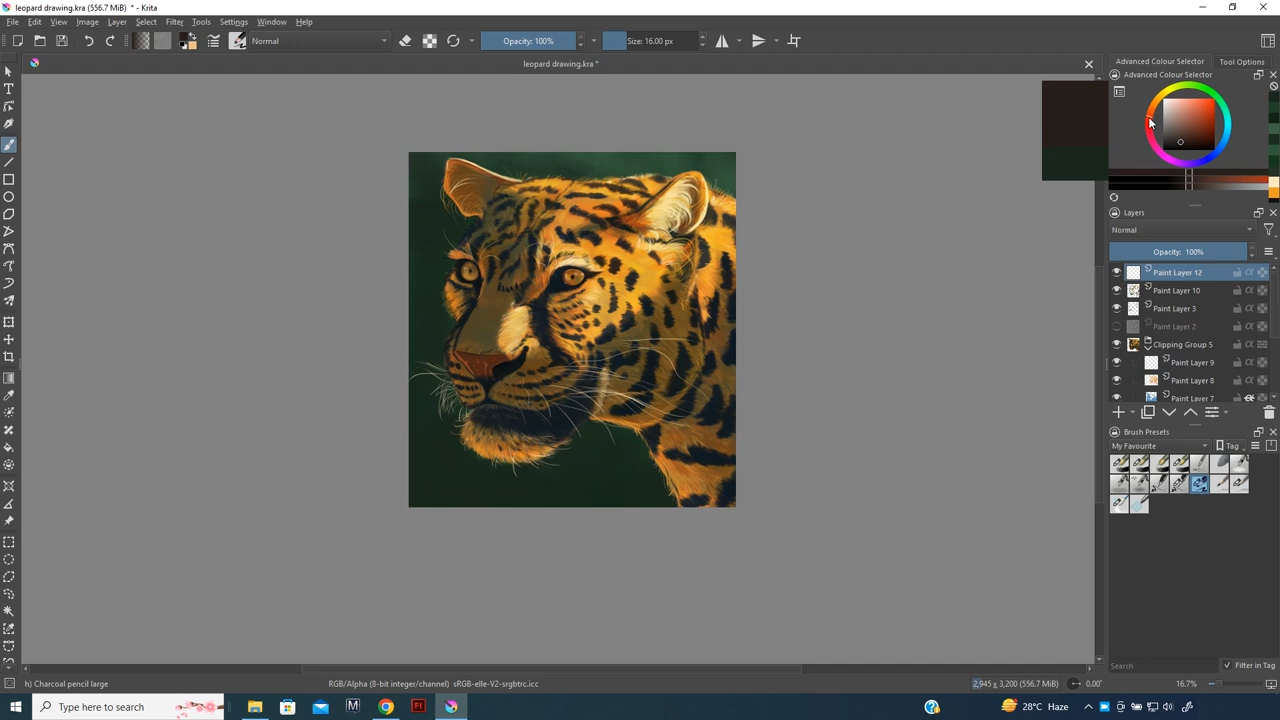 leopard drawing.kra (556.7 MiB) * - Krita
File Edit View Image Layer Select Filter Tools Settings Window Help
Normal Opacity: 100% Size: 16.00 px
leopard drawing.kra *
Advanced Colour Selector Tool Options
Advanced Colour Selector
Layers
Normal
Opacity: 100%
Paint Layer 12
Paint Layer 10
Paint Layer 3
Paint Layer 2
Clipping Group 5
Paint Layer 9
Paint Layer 8
Paint Layer 7
Brush Presets
My Favourite Tag
Search Filter in Tag
h) Charcoal pencil large RGB/Alpha (8-bit integer/channel) sRGB-elle-V2-srgbtrc.icc 2,945 x 3,200 (556.7 MiB) 0.00° 16.7%
Type here to search 28°C Haze